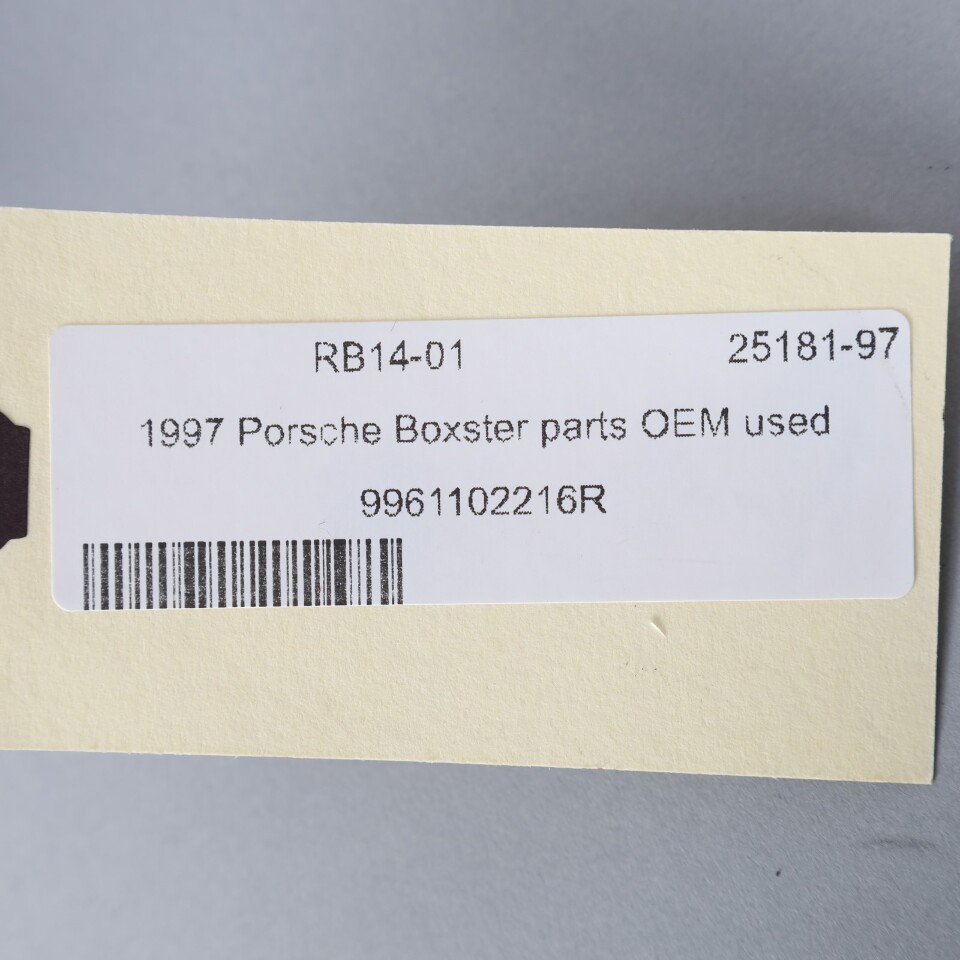 RB14-01 25181-97
1997 Porsche Boxster parts OEM used
9961102216R